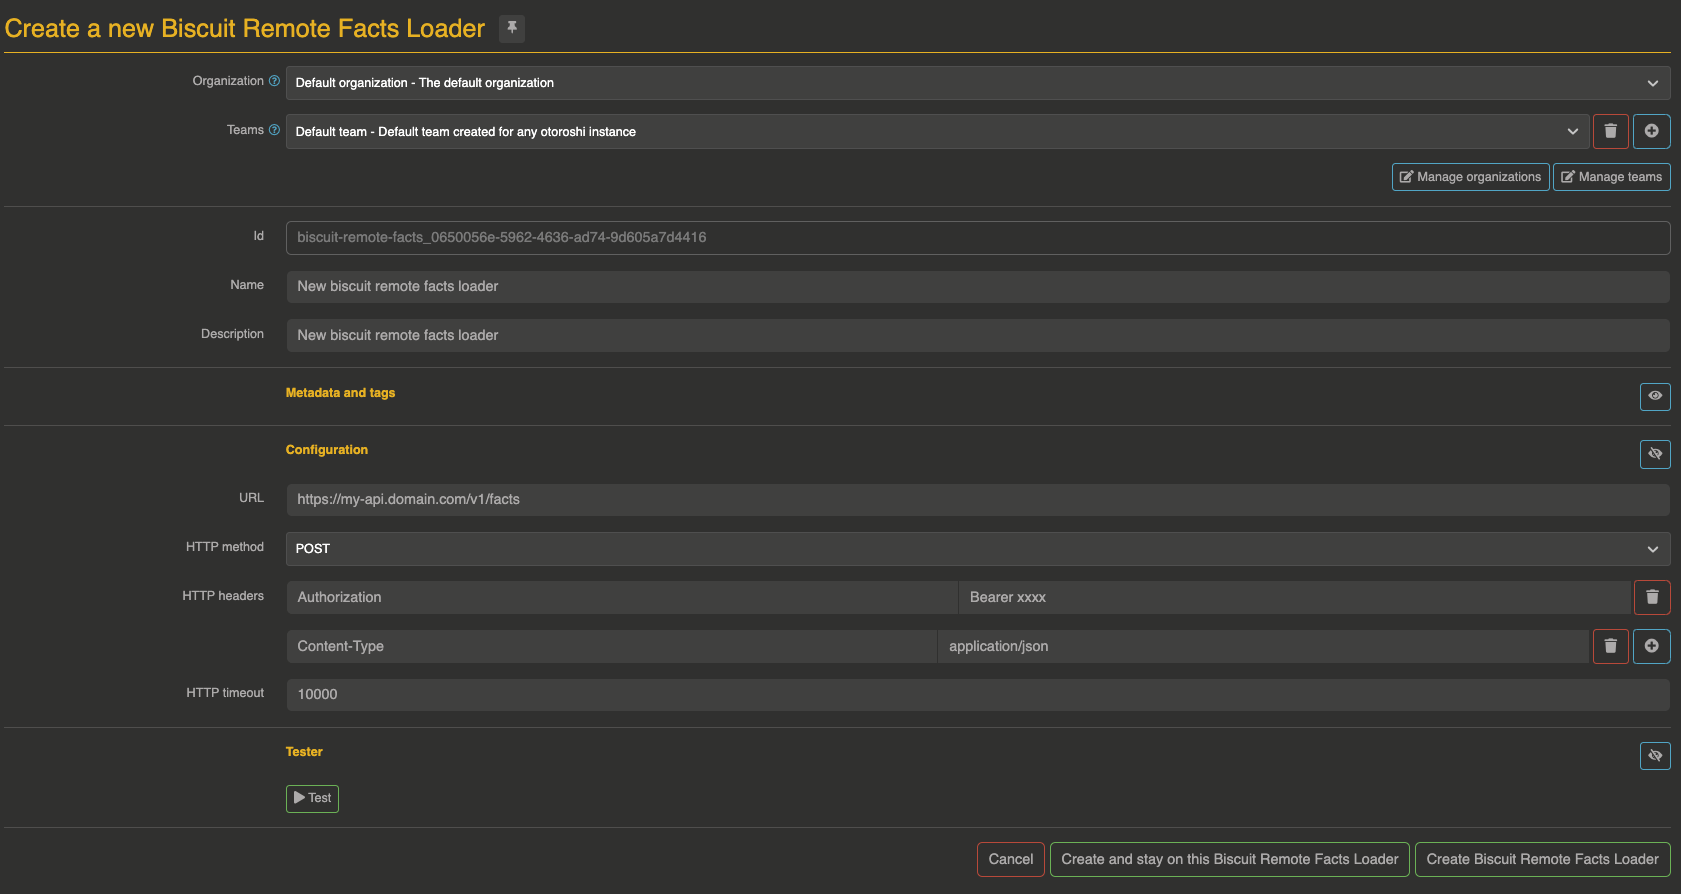 Create a new Biscuit Remote Facts Loader
Organization
Default organization - The default organization
Teams
Default team - Default team created for any otoroshi instance
Manage organizations
Manage teams
Id
biscuit-remote-facts_0650056e-5962-4636-ad74-9d605a7d4416
Name
New biscuit remote facts loader
Description
New biscuit remote facts loader
Metadata and tags
Configuration
URL
https://my-api.domain.com/v1/facts
HTTP method
POST
HTTP headers
Authorization
Bearer xxxx
Content-Type
application/json
HTTP timeout
10000
Tester
Test
Cancel
Create and stay on this Biscuit Remote Facts Loader
Create Biscuit Remote Facts Loader